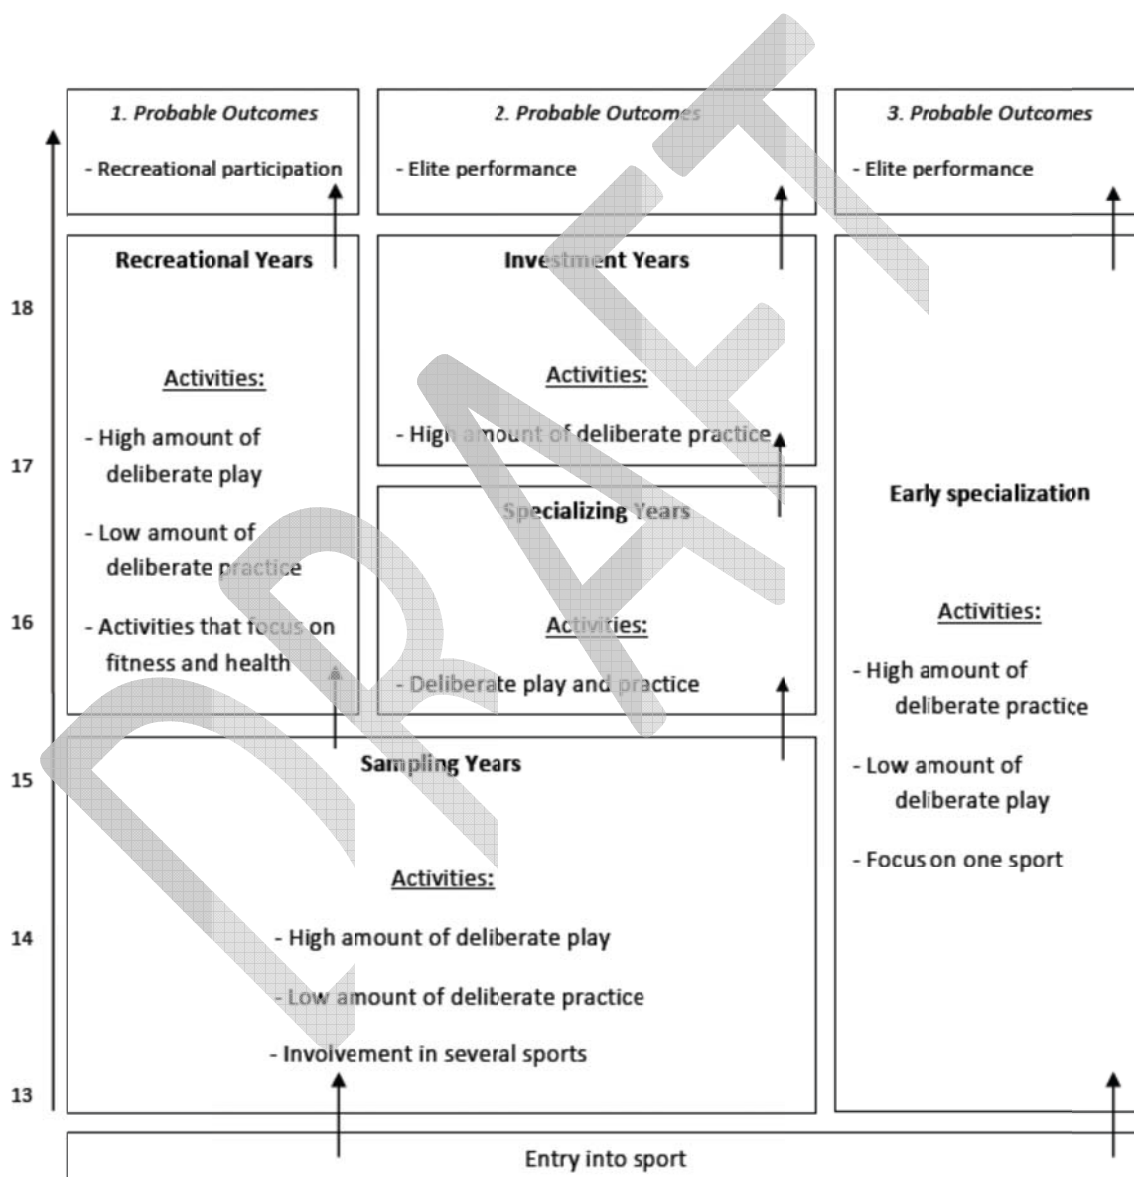 1. Probable Outcomes
- Recreational participation
2. Probable Outcomes
- Elite performance
3. Probable Outcomes
- Elite performance
Recreational Years
Activities:
- High amount of
deliberate play
- Low amount of
deliberate practice
- Activities that focus on
fitness and health
Investment Years
Activities:
- High amount of deliberate practice
Specializing Years
Activities:
- Deliberate play and practice
Early specialization
Activities:
- High amount of
deliberate practice
- Low amount of
deliberate play
- Focus on one sport
Sampling Years
Activities:
- High amount of deliberate play
- Low amount of deliberate practice
- Involvement in several sports
18
17
16
15
14
13
Entry into sport
DRAFT